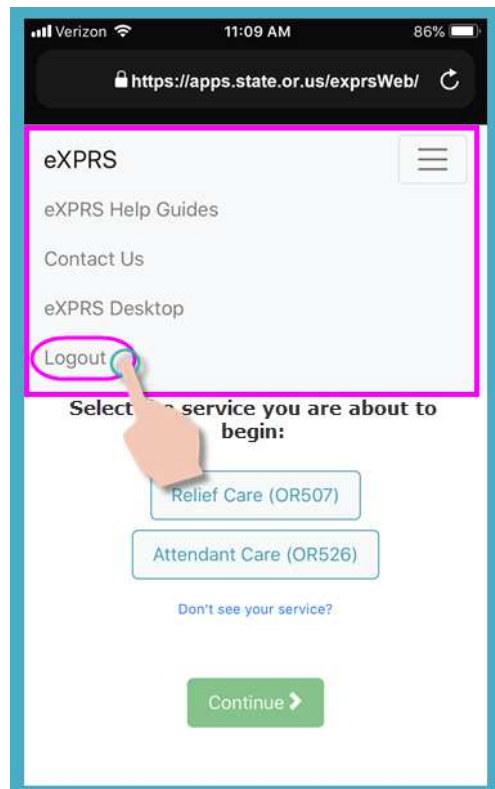 Verizon 11:09 AM 86%
https://apps.state.or.us/exprsWeb/
eXPRS
eXPRS Help Guides
Contact Us
eXPRS Desktop
Logout
Select service you are about to
begin:
Relief Care (OR507)
Attendant Care (OR526)
Don't see your service?
Continue